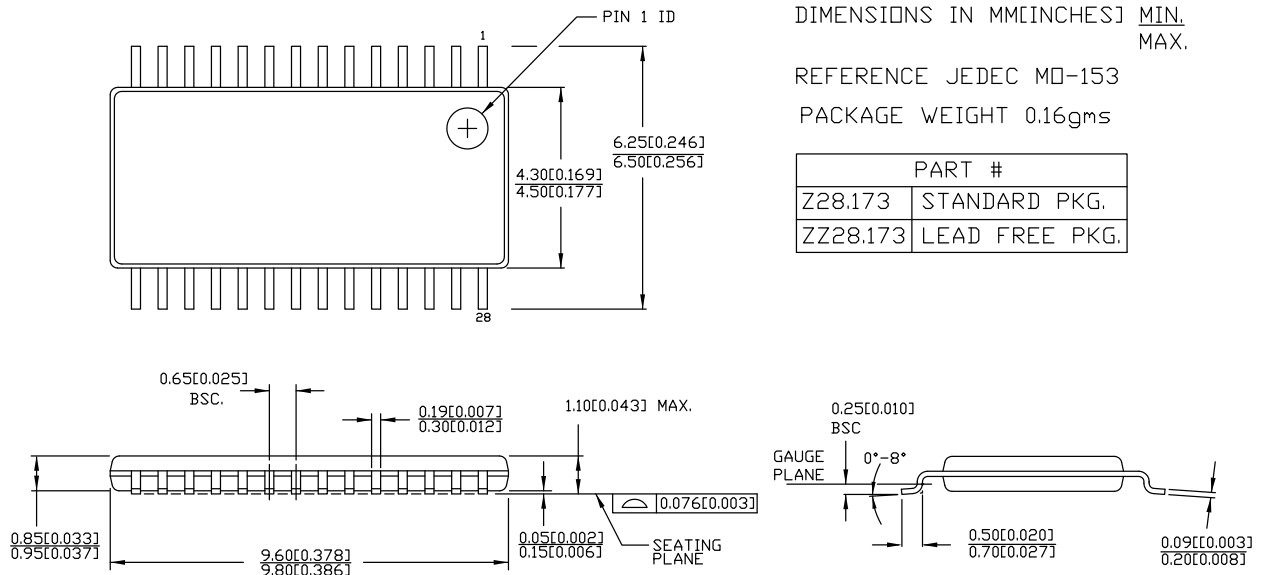 PIN 1 ID
DIMENSIONS IN MM[INCHES] MIN.
MAX.
REFERENCE JEDEC MO-153
PACKAGE WEIGHT 0.16gms
PART #
Z28.173 STANDARD PKG.
ZZ28.173 LEAD FREE PKG.
1
6.25[0.246]
6.50[0.256]
4.30[0.169]
4.50[0.177]
28
0.65[0.025]
BSC.
0.19[0.007]
0.30[0.012]
1.10[0.043] MAX.
0.25[0.010]
BSC
GAUGE
PLANE
0°-8°
0.076[0.003]
0.85[0.033]
0.95[0.037]
9.60[0.378]
9.80[0.386]
0.05[0.002]
0.15[0.006]
SEATING
PLANE
0.50[0.020]
0.70[0.027]
0.09[[0.003]
0.20[0.008]